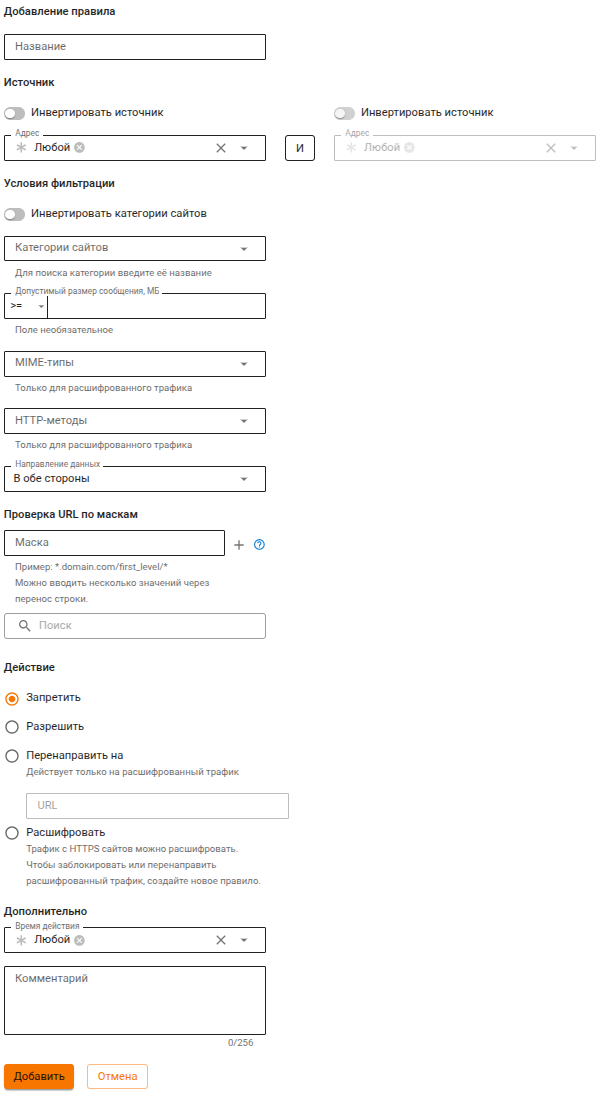 Добавление правила
Название
Источник
Инвертировать источник
Инвертировать источник
Адрес
Любой
И
Адрес
Любой
Условия фильтрации
Инвертировать категории сайтов
Категории сайтов
Для поиска категории введите её название
Допустимый размер сообщения, МБ
>=
Поле необязательное
MIME-типы
Только для расшифрованного трафика
HTTP-методы
Только для расшифрованного трафика
Направление данных
В обе стороны
Проверка URL по маскам
Маска
Пример: *.domain.com/first_level/*
Можно вводить несколько значений через
перенос строки.
Поиск
Действие
Запретить
Разрешить
Перенаправить на
Действует только на расшифрованный трафик
URL
Расшифровать
Трафик с HTTPS сайтов можно расшифровать.
Чтобы заблокировать или перенаправить
расшифрованный трафик, создайте новое правило.
Дополнительно
Время действия
Любой
Комментарий
0/256
Добавить
Отмена